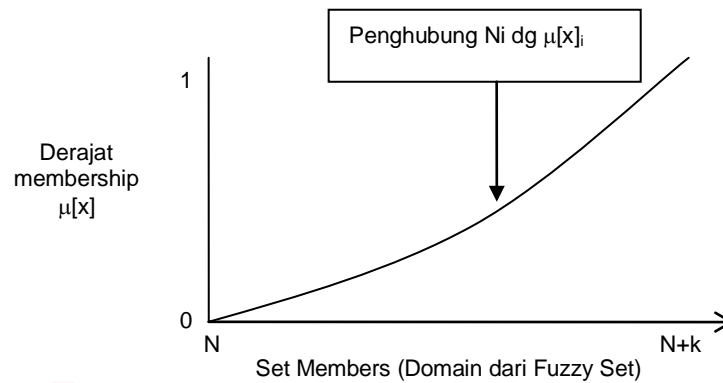 Penghubung Ni dg μ[x]i
1
Derajat
membership
μ[x]
0
N
N+k
Set Members (Domain dari Fuzzy Set)